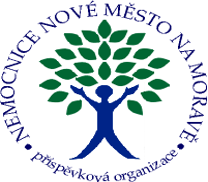 • NEMOCNICE NOVÉ MĚSTO NA MORAVĚ •
příspěvková organizace